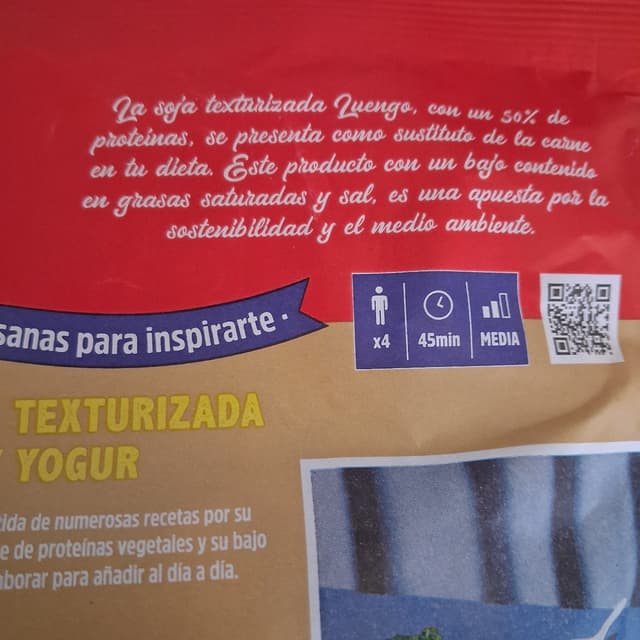 La soja texturizada Luengo, con un 50% de
proteínas, se presenta como sustituto de la carne
en tu dieta. Este producto con un bajo contenido
en grasas saturadas y sal, es una apuesta por la
sostenibilidad y el medio ambiente.
sanas para inspirarte ·
x4
45min
MEDIA
TEXTURIZADA
Y YOGUR
tida de numerosas recetas por su
e de proteínas vegetales y su bajo
aborar para añadir al día a día.